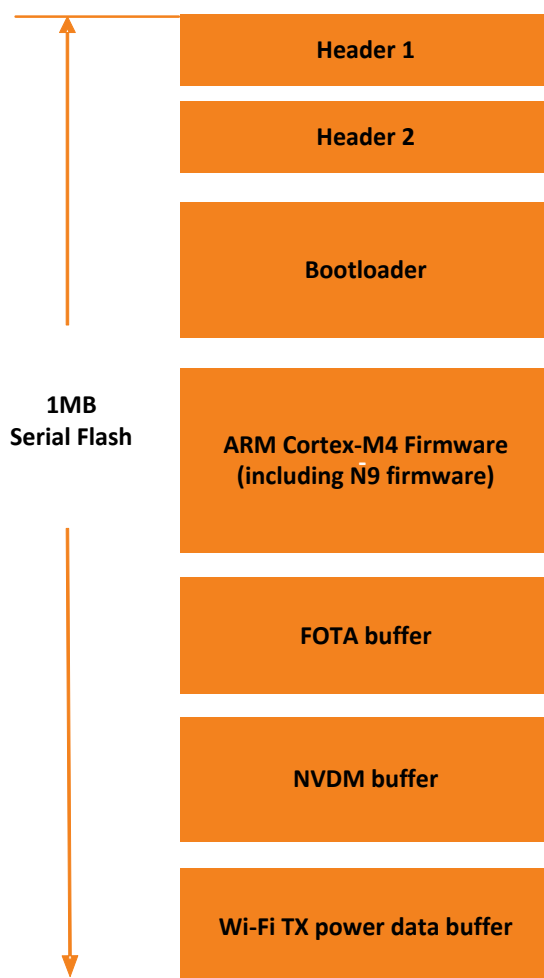 Header 1
Header 2
Bootloader
1MB
Serial Flash
ARM Cortex-M4 Firmware
(including N9 firmware)
FOTA buffer
NVDM buffer
Wi-Fi TX power data buffer